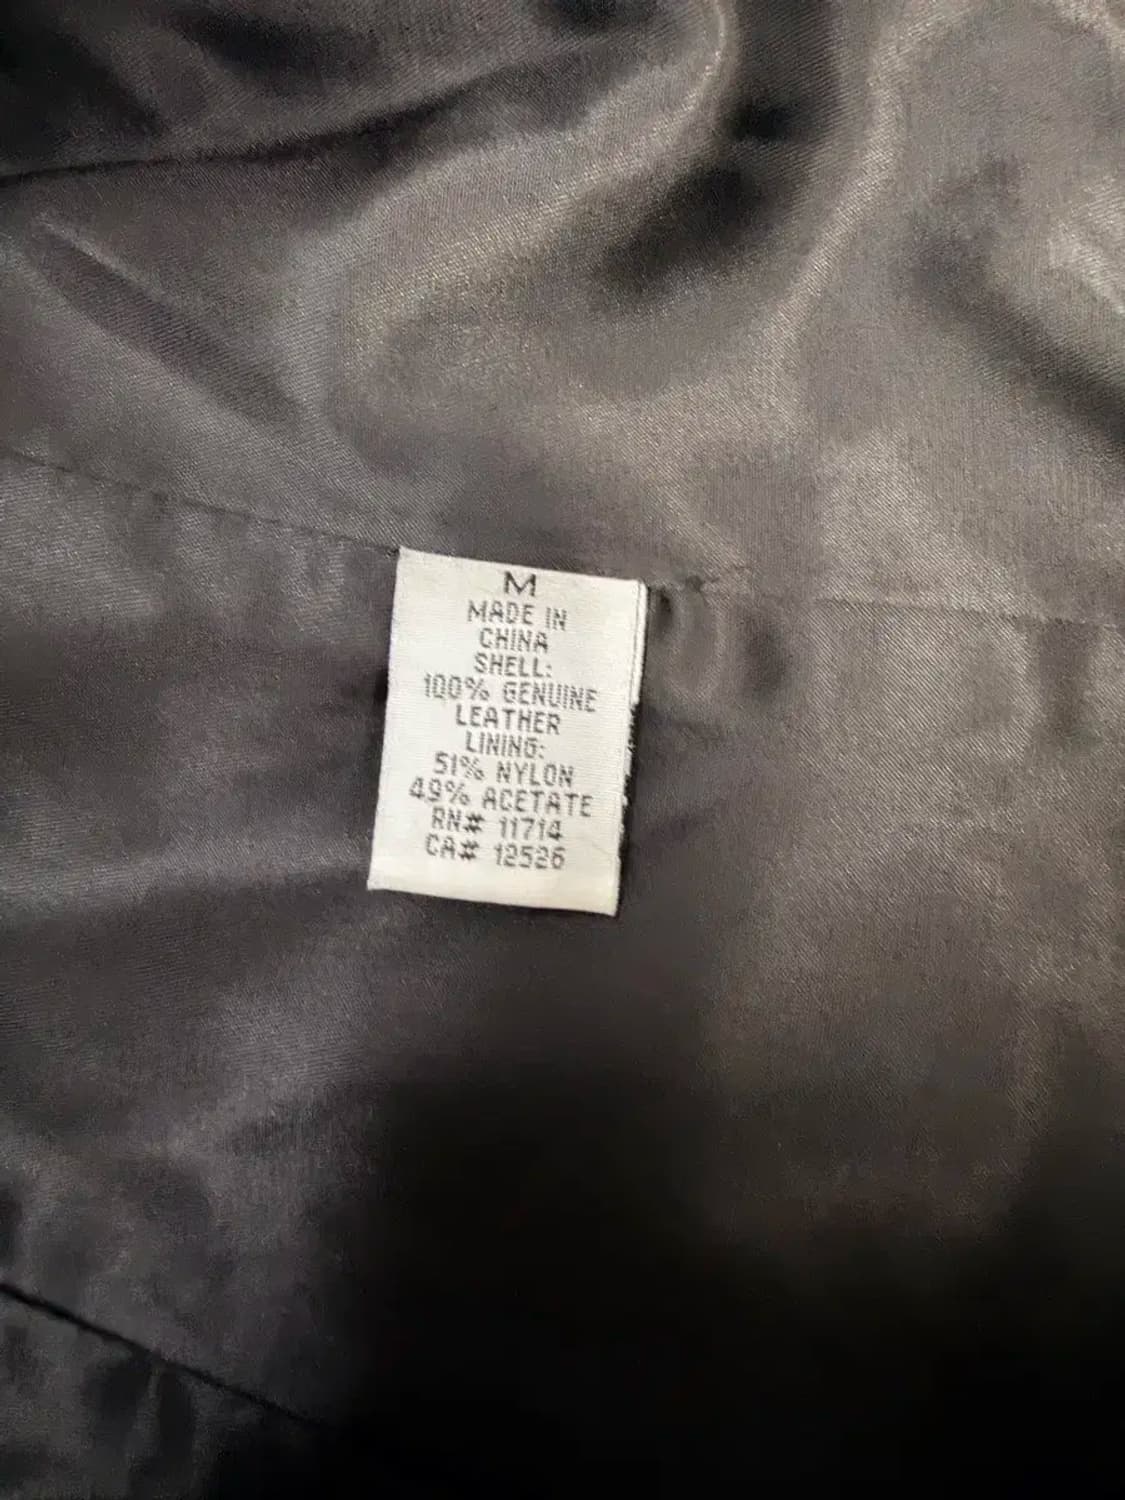 M
MADE IN
CHINA
SHELL:
100% GENUINE
LEATHER
LINING:
51% NYLON
49% ACETATE
RN# 11714
CA# 12526